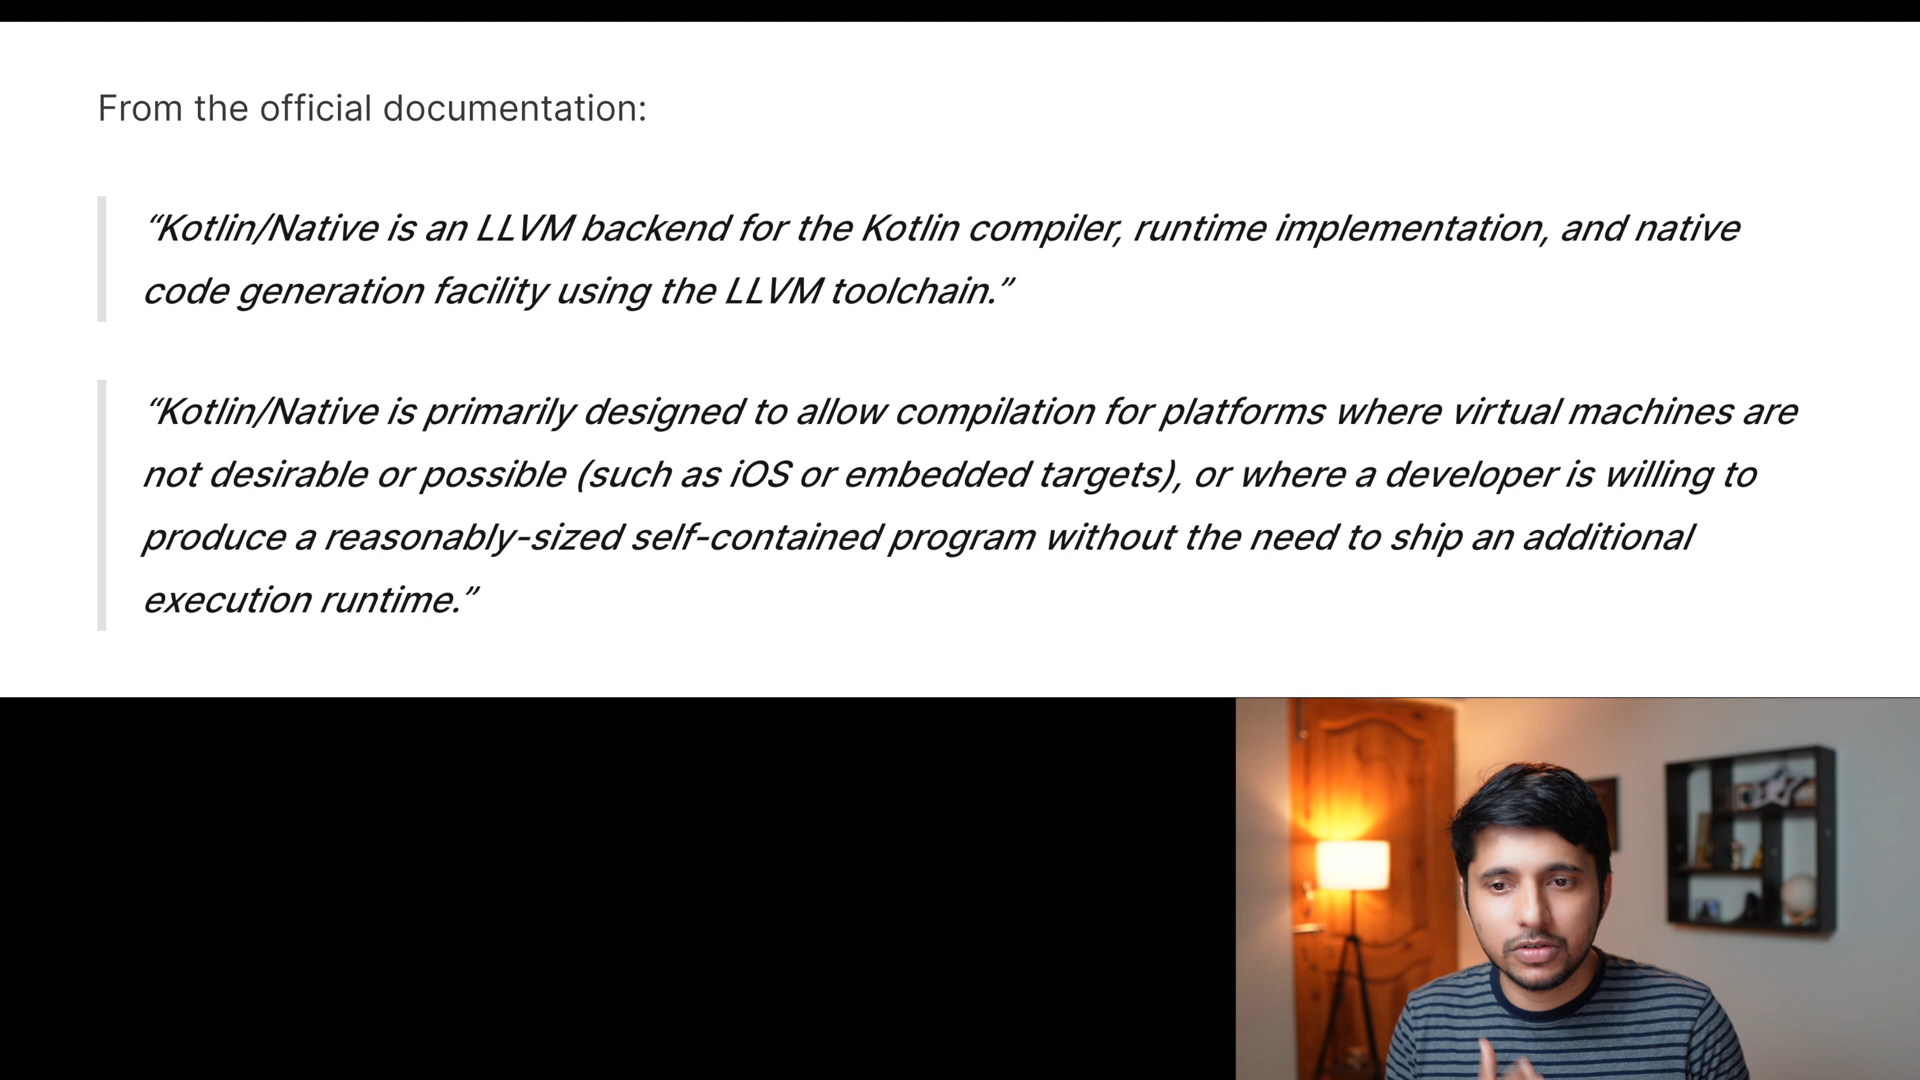 From the official documentation:
“Kotlin/Native is an LLVM backend for the Kotlin compiler, runtime implementation, and native
code generation facility using the LLVM toolchain.”
“Kotlin/Native is primarily designed to allow compilation for platforms where virtual machines are
not desirable or possible (such as iOS or embedded targets), or where a developer is willing to
produce a reasonably-sized self-contained program without the need to ship an additional
execution runtime.”